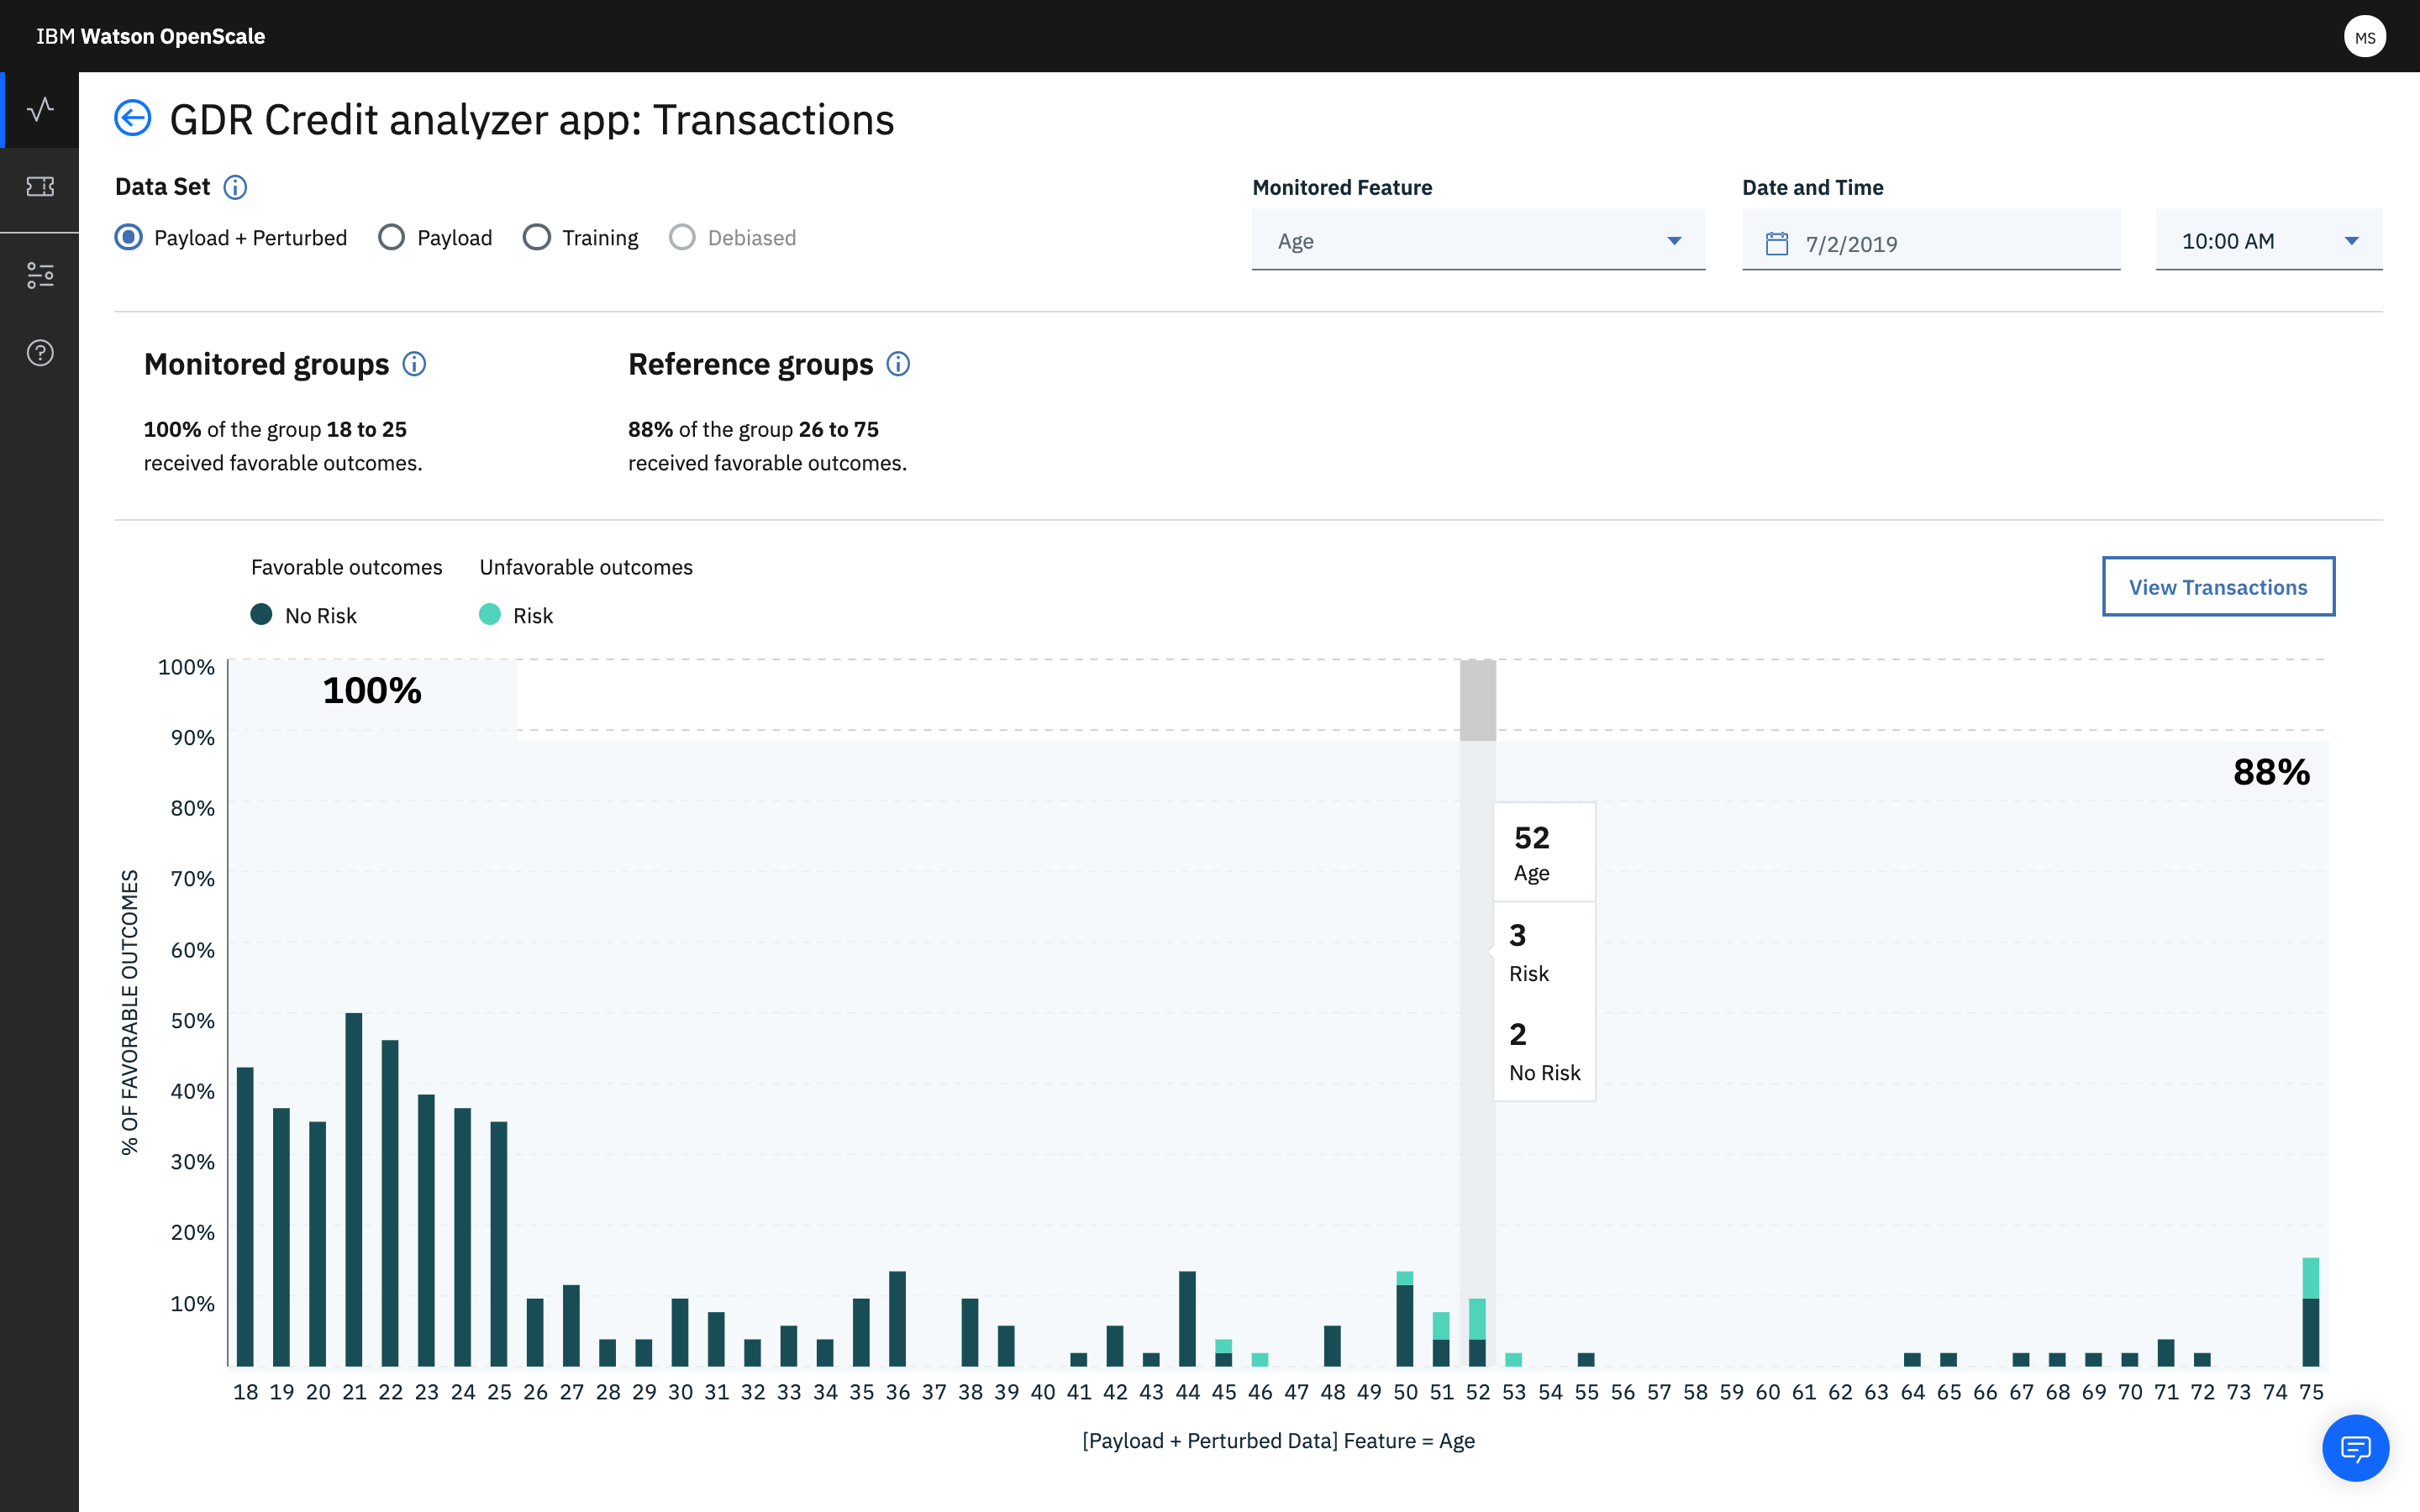 IBM Watson OpenScale
MS
GDR Credit analyzer app: Transactions
Data Set
Monitored Feature
Date and Time
Payload + Perturbed
Payload
Training
Debiased
Age
7/2/2019
10:00 AM
Monitored groups
Reference groups
100% of the group 18 to 25
received favorable outcomes.
88% of the group 26 to 75
received favorable outcomes.
Favorable outcomes
Unfavorable outcomes
No Risk
Risk
View Transactions
% OF FAVORABLE OUTCOMES
100%
90%
80%
70%
60%
50%
40%
30%
20%
10%
100%
88%
52
Age
3
Risk
2
No Risk
18 19 20 21 22 23 24 25 26 27 28 29 30 31 32 33 34 35 36 37 38 39 40 41 42 43 44 45 46 47 48 49 50 51 52 53 54 55 56 57 58 59 60 61 62 63 64 65 66 67 68 69 70 71 72 73 74 75
[Payload + Perturbed Data] Feature = Age